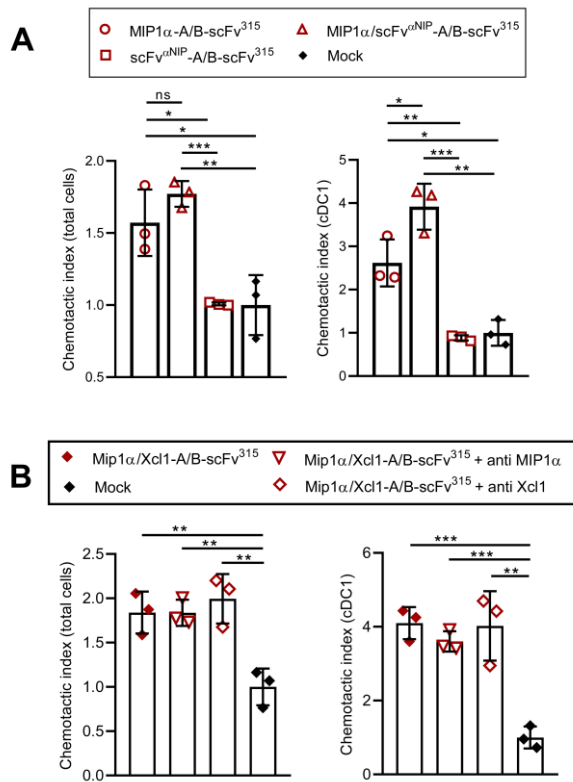 A
MIP1α-A/B-scFv³¹⁵
MIP1α/scFvᵅᴺᴵᴾ-A/B-scFv³¹⁵
scFvᵅᴺᴵᴾ-A/B-scFv³¹⁵
Mock
ns
*
*
***
**
Chemotactic index (total cells)
2.0
1.5
1.0
0.5
*
**
*
***
**
Chemotactic index (cDC1)
5
4
3
2
1
0
B
Mip1α/Xcl1-A/B-scFv³¹⁵
Mip1α/Xcl1-A/B-scFv³¹⁵ + anti MIP1α
Mock
Mip1α/Xcl1-A/B-scFv³¹⁵ + anti Xcl1
**
**
**
Chemotactic index (total cells)
2.5
2.0
1.5
1.0
0.5
0.0
***
***
**
Chemotactic index (cDC1)
6
4
2
0